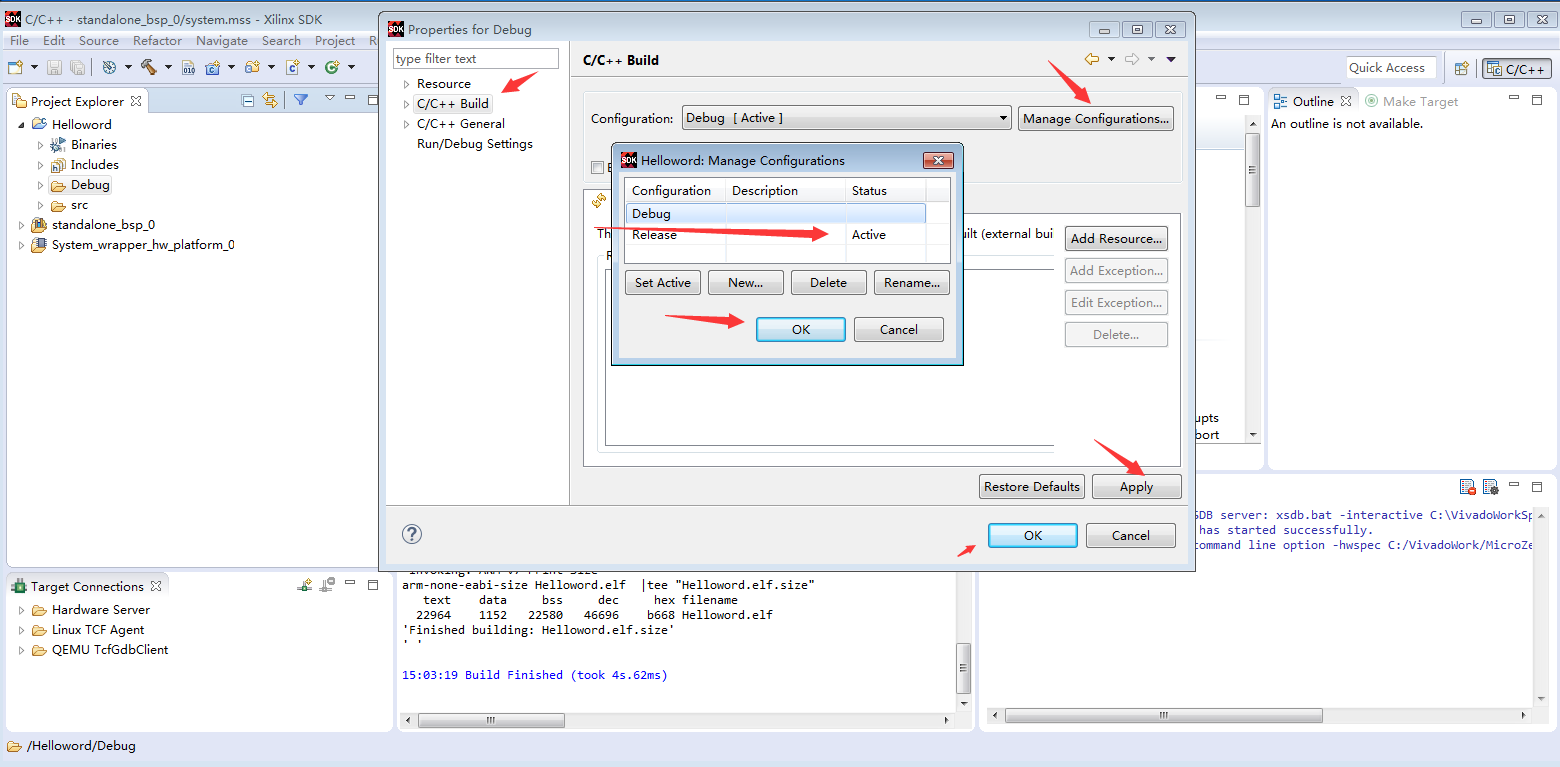 SDK C/C++ - standalone_bsp_0/system.mss - Xilinx SDK
File Edit Source Refactor Navigate Search Project R
Quick Access
C/C++
Project Explorer
Helloword
Binaries
Includes
Debug
src
standalone_bsp_0
System_wrapper_hw_platform_0
SDK Properties for Debug
type filter text
Resource
C/C++ Build
C/C++ General
Run/Debug Settings
C/C++ Build
Configuration: Debug [ Active ] Manage Configurations...
SDK Helloword: Manage Configurations
Configuration Description Status
Debug
Release Active
Set Active New... Delete Rename...
OK Cancel
Th
uilt (external bui
Add Resource...
Add Exception...
Edit Exception...
Delete...
Restore Defaults Apply
OK Cancel
Outline Make Target
An outline is not available.
upts
bort
SDB server: xsdb.bat -interactive C:\VivadoWorkSp
has started successfully.
command line option -hwspec C:/VivadoWork/MicroZe
Target Connections
Hardware Server
Linux TCF Agent
QEMU TcfGdbClient
arm-none-eabi-size Helloword.elf |tee "Helloword.elf.size"
text data bss dec hex filename
22964 1152 22580 46696 b668 Helloword.elf
'Finished building: Helloword.elf.size'
' '
15:03:19 Build Finished (took 4s.62ms)
/Helloword/Debug